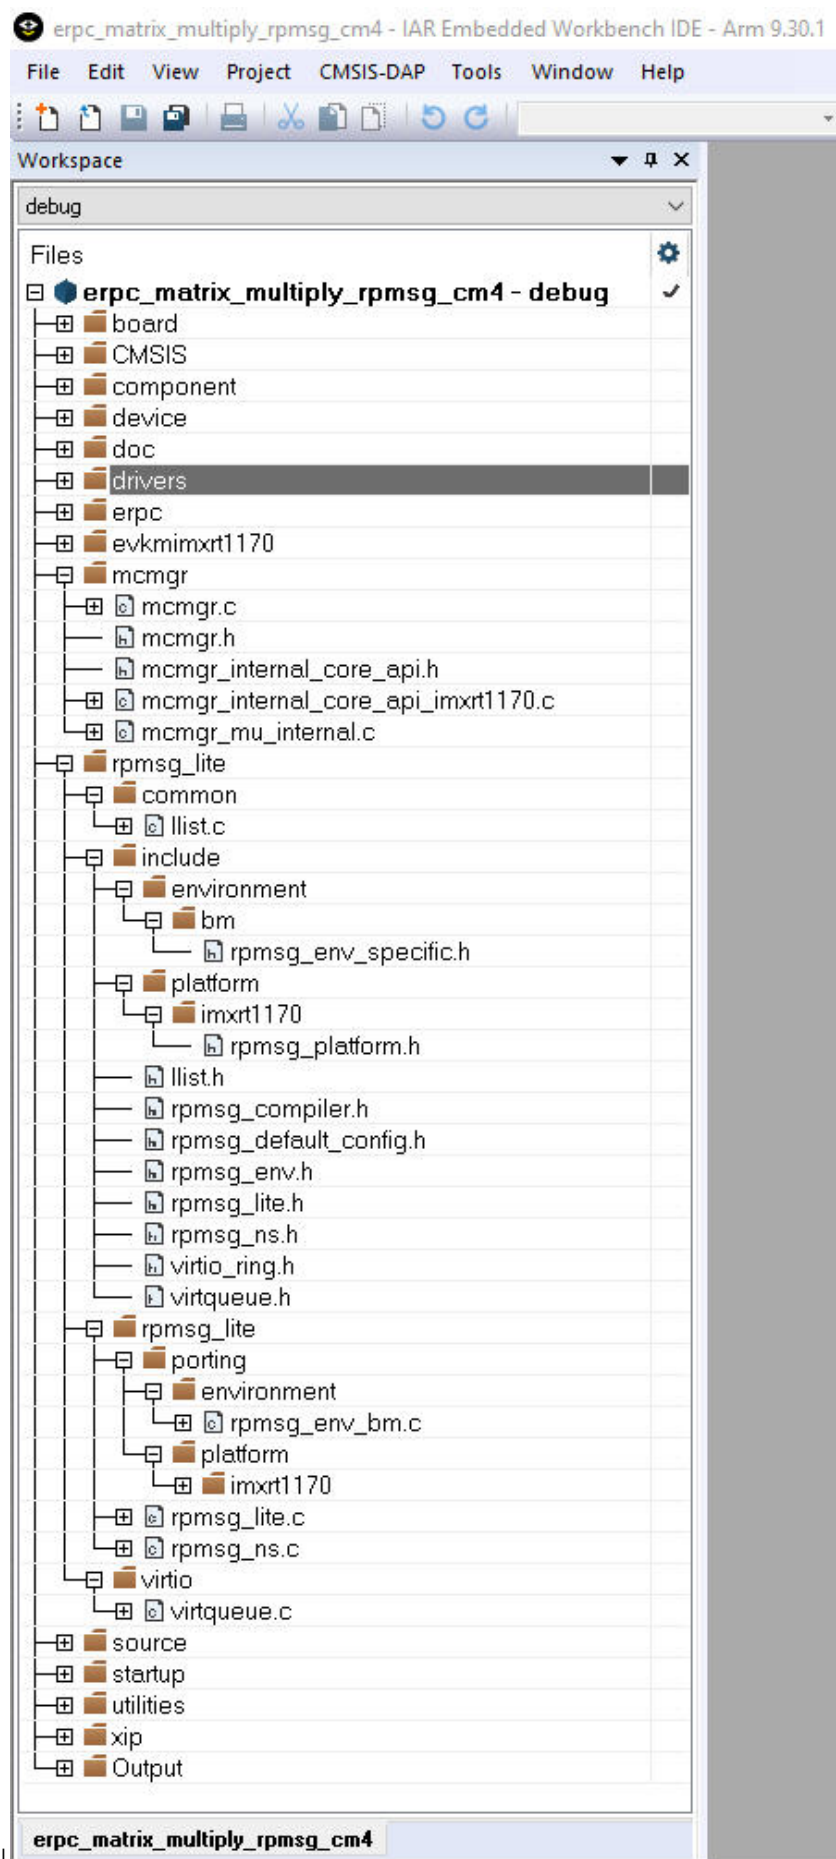 erpc_matrix_multiply_rpmsg_cm4 - IAR Embedded Workbench IDE - Arm 9.30.1
File Edit View Project CMSIS-DAP Tools Window Help
Workspace
debug
Files
erpc_matrix_multiply_rpmsg_cm4 - debug
board
CMSIS
component
device
doc
drivers
erpc
evkmimxrt1170
mcmgr
mcmgr.c
mcmgr.h
mcmgr_internal_core_api.h
mcmgr_internal_core_api_imxrt1170.c
mcmgr_mu_internal.c
rpmsg_lite
common
llist.c
include
environment
bm
rpmsg_env_specific.h
platform
imxrt1170
rpmsg_platform.h
llist.h
rpmsg_compiler.h
rpmsg_default_config.h
rpmsg_env.h
rpmsg_lite.h
rpmsg_ns.h
virtio_ring.h
virtqueue.h
rpmsg_lite
porting
environment
rpmsg_env_bm.c
platform
imxrt1170
rpmsg_lite.c
rpmsg_ns.c
virtio
virtqueue.c
source
startup
utilities
xip
Output
erpc_matrix_multiply_rpmsg_cm4